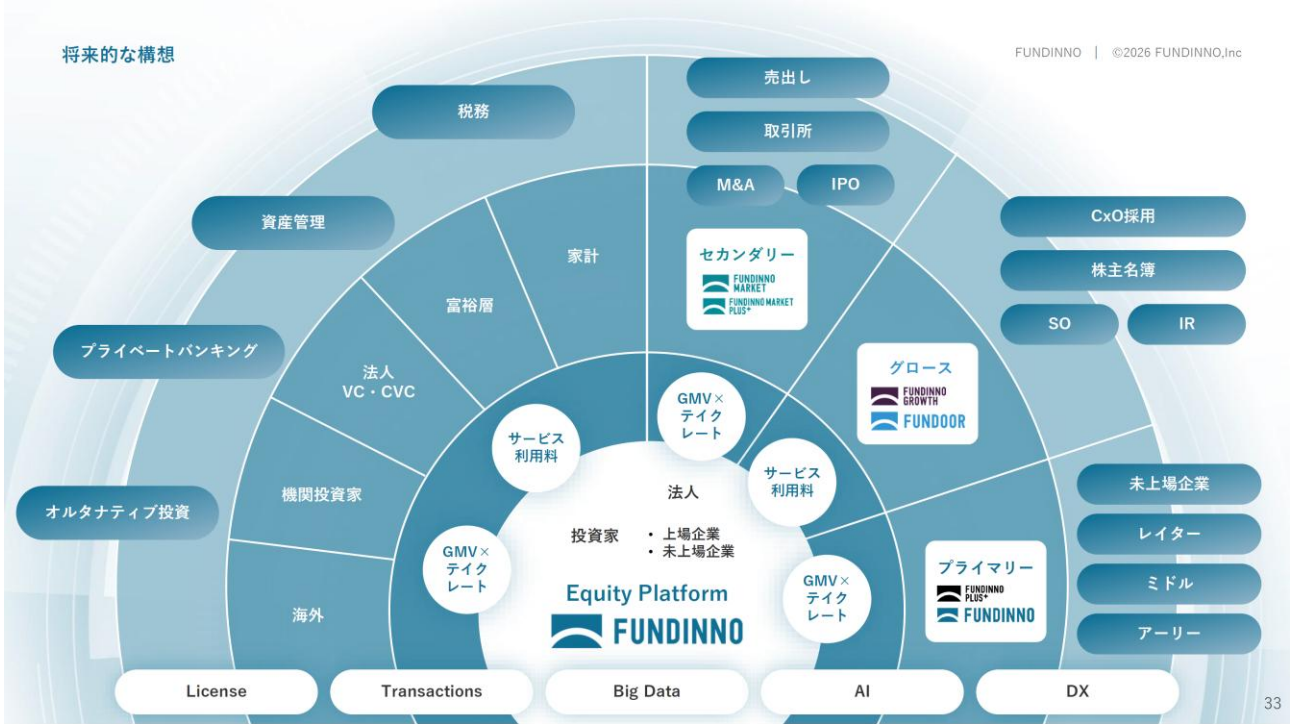 将来的な構想
FUNDINNO | ©2026 FUNDINNO,Inc
税務
資産管理
プライベートバンキング
オルタナティブ投資
家計
富裕層
法人
VC・CVC
機関投資家
海外
売出し
取引所
M&A
IPO
セカンダリー
FUNDINNO
MARKET
FUNDINNO MARKET
PLUS+
CxO採用
株主名簿
SO
IR
グロース
FUNDINNO
GROWTH
FUNDOOR
未上場企業
レイター
ミドル
アーリー
プライマリー
FUNDINNO
PLUS+
FUNDINNO
サービス
利用料
GMV×
テイク
レート
GMV×
テイク
レート
サービス
利用料
GMV×
テイク
レート
法人
投資家
・上場企業
・未上場企業
Equity Platform
FUNDINNO
License
Transactions
Big Data
AI
DX
33